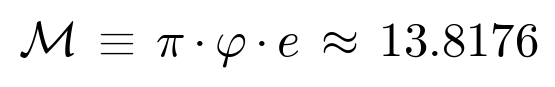 ℳ ≡ π · φ · e ≈ 13.8176